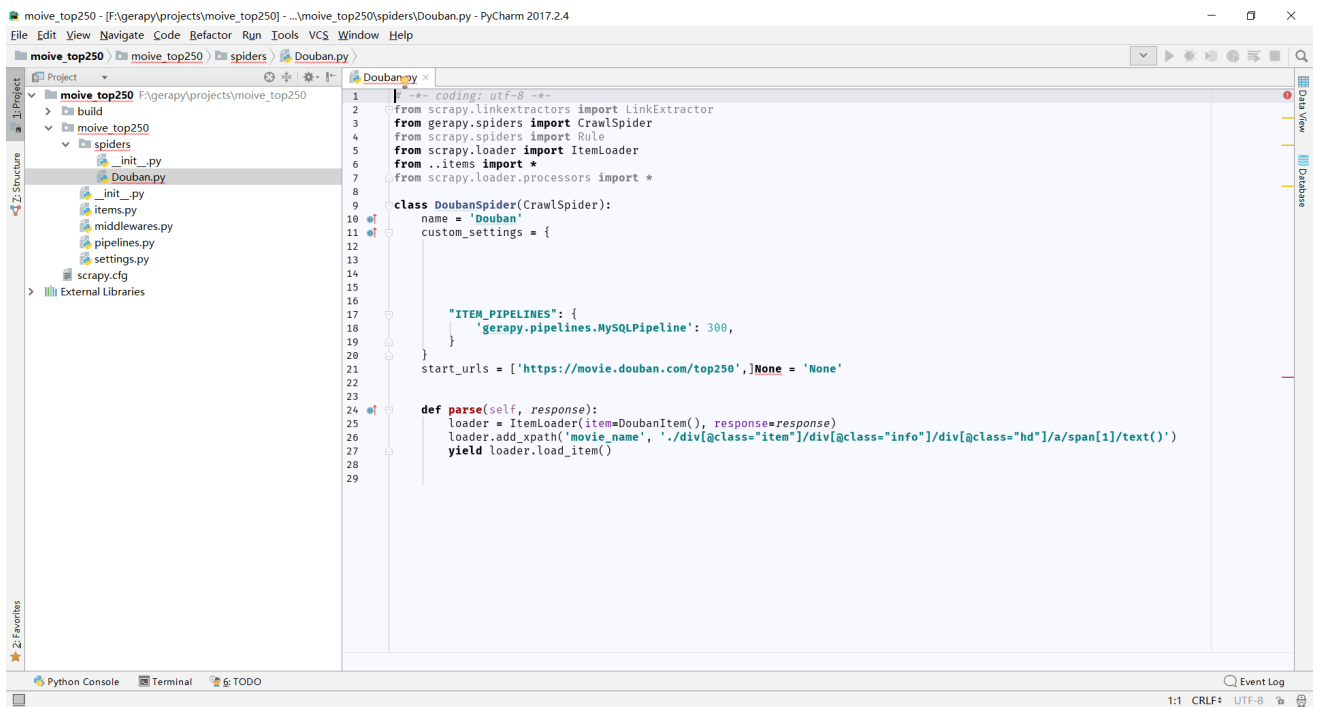 moive_top250 - [F:\gerapy\projects\moive_top250] - ...\moive_top250\spiders\Douban.py - PyCharm 2017.2.4
File Edit View Navigate Code Refactor Run Tools VCS Window Help
moive_top250 moive_top250 spiders Douban.py
Project
Douban.py
1: Project
Z: Structure
2: Favorites
moive_top250 F:\gerapy\projects\moive_top250
build
moive_top250
spiders
__init__.py
Douban.py
__init__.py
items.py
middlewares.py
pipelines.py
settings.py
scrapy.cfg
External Libraries
1 # -*- coding: utf-8 -*-
2 from scrapy.linkextractors import LinkExtractor
3 from gerapy.spiders import CrawlSpider
4 from scrapy.spiders import Rule
5 from scrapy.loader import ItemLoader
6 from ..items import *
7 from scrapy.loader.processors import *
8
9 class DoubanSpider(CrawlSpider):
10 name = 'Douban'
11 custom_settings = {
12
13
14
15
16
17 "ITEM_PIPELINES": {
18 'gerapy.pipelines.MySQLPipeline': 300,
19 }
20 }
21 start_urls = ['https://movie.douban.com/top250',]None = 'None'
22
23
24 def parse(self, response):
25 loader = ItemLoader(item=DoubanItem(), response=response)
26 loader.add_xpath('movie_name', './div[@class="item"]/div[@class="info"]/div[@class="hd"]/a/span[1]/text()')
27 yield loader.load_item()
28
29
Data View
Database
Python Console Terminal 6: TODO Event Log
1:1 CRLF UTF-8